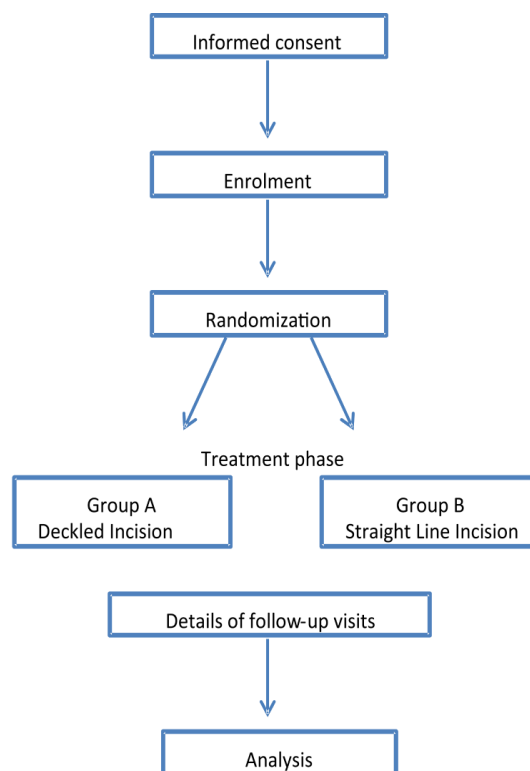 Informed consent
Enrolment
Randomization
Treatment phase
Group A
Deckled Incision
Group B
Straight Line Incision
Details of follow-up visits
Analysis